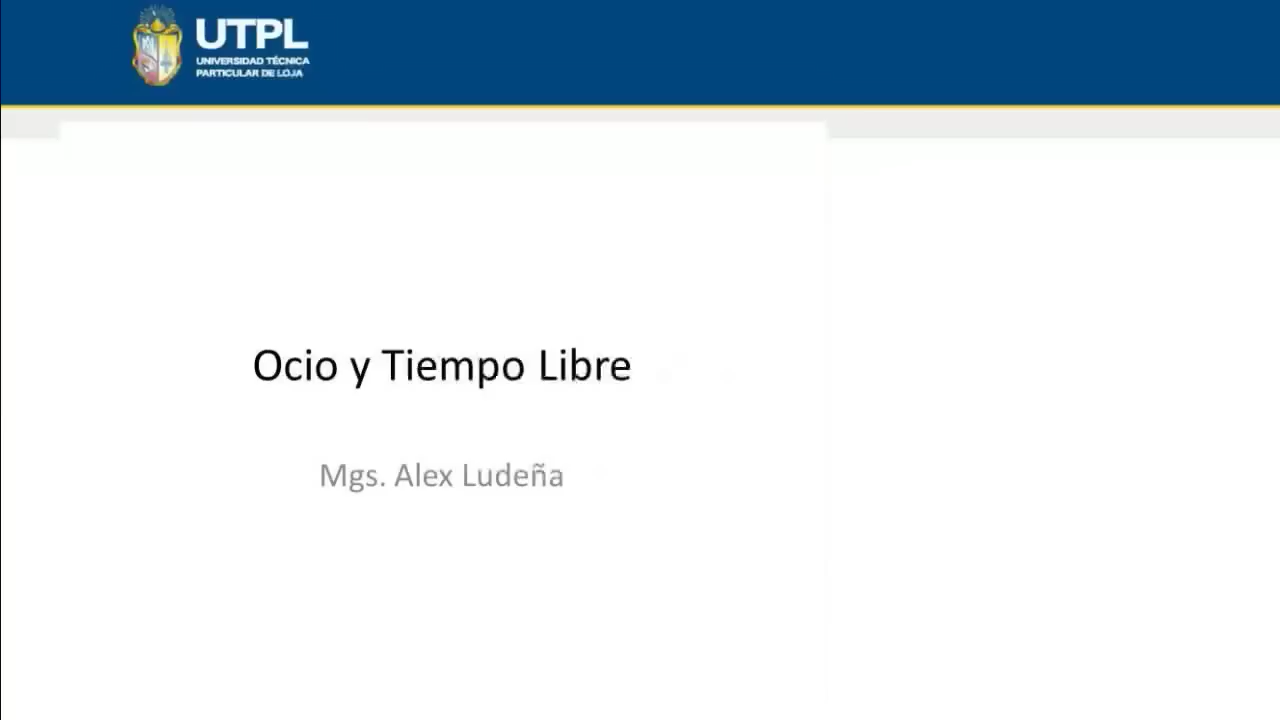 UTPL
UNIVERSIDAD TÉCNICA
PARTICULAR DE LOJA
Ocio y Tiempo Libre
Mgs. Alex Ludeña